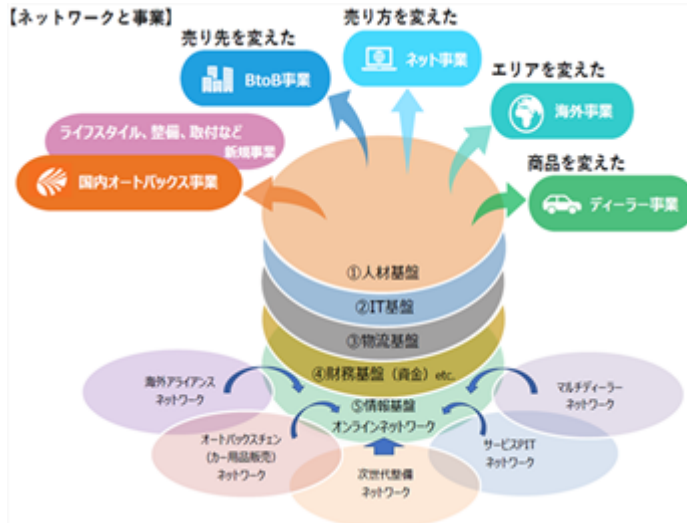 【ネットワークと事業】
売り方を変えた
売り先を変えた
ネット事業
BtoB事業
エリアを変えた
海外事業
ライフスタイル、整備、取付など
新規事業
国内オートバックス事業
商品を変えた
ディーラー事業
①人材基盤
②IT基盤
③物流基盤
④財務基盤（資金）etc.
⑤情報基盤
オンラインネットワーク
海外アライアンス
ネットワーク
マルチディーラー
ネットワーク
オートバックスチェン
（カー用品販売）
ネットワーク
サービスPIT
ネットワーク
次世代整備
ネットワーク